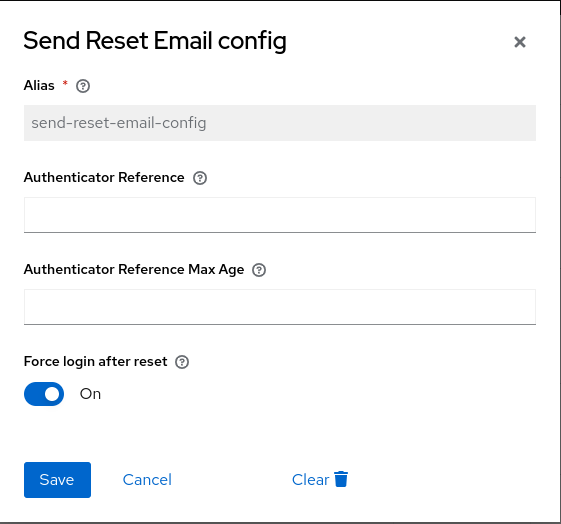 Send Reset Email config
Alias *
send-reset-email-config
Authenticator Reference
Authenticator Reference Max Age
Force login after reset
On
Save Cancel Clear